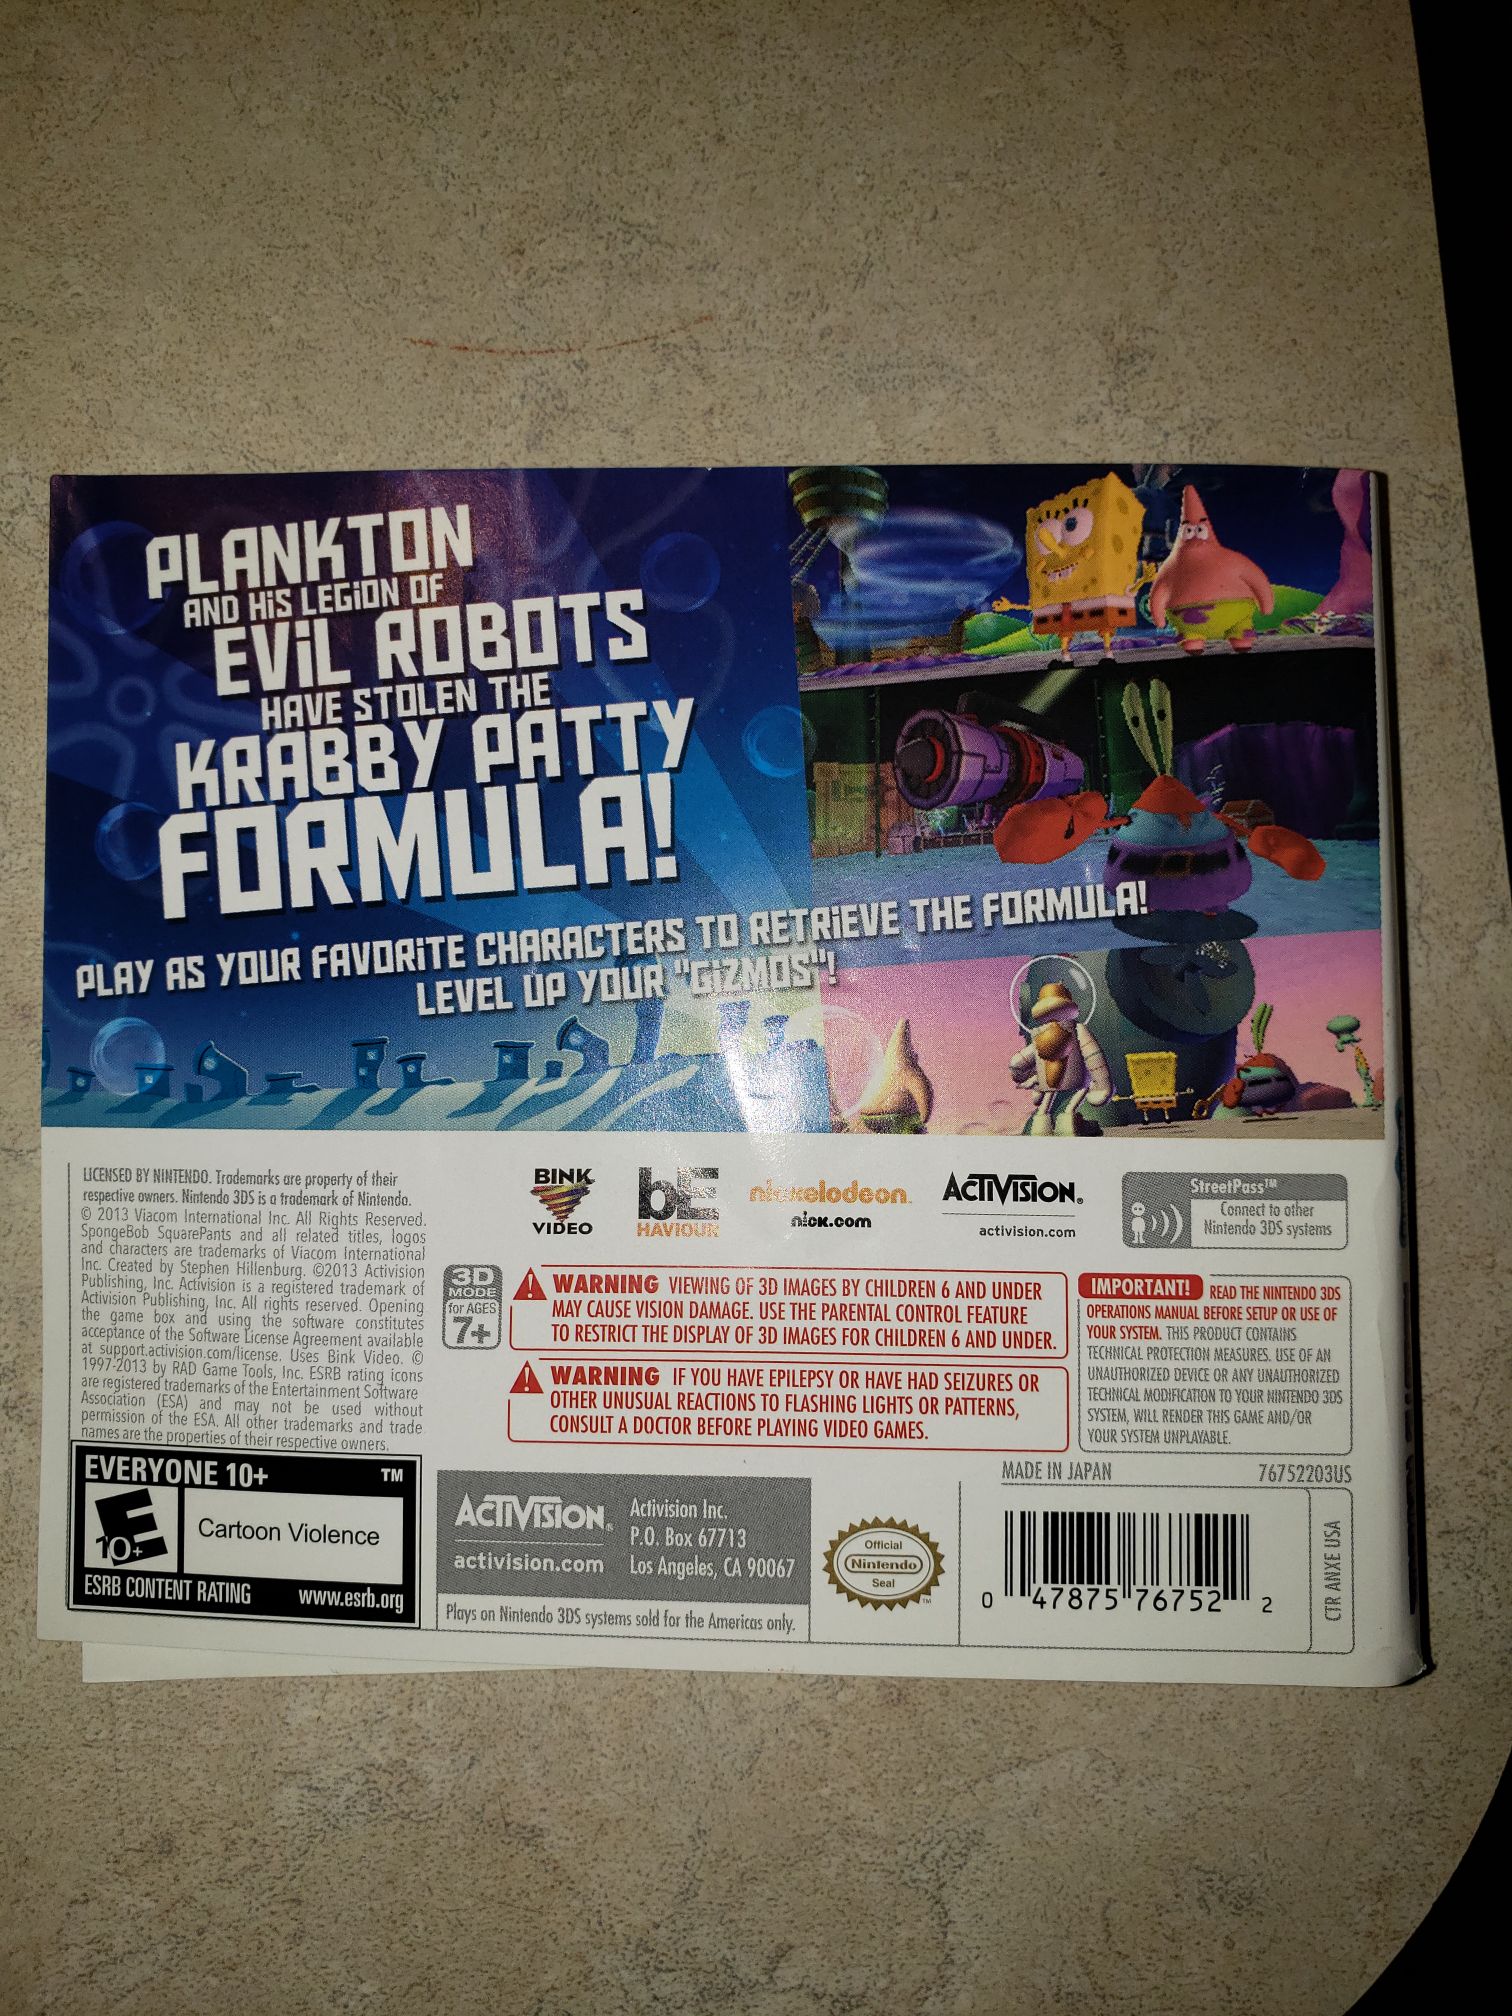 PLANKTON
AND HiS LEGiON OF
EViL ROBOTS
HAVE STOLEN THE
KRABBY PATTY
FORMULA!
PLAY AS YOUR FAVORiTE CHARACTERS TO RETRiEVE THE FORMULA!
LEVEL UP YOUR "GiZMOS"!
LICENSED BY NINTENDO. Trademarks are property of their
respective owners. Nintendo 3DS is a trademark of Nintendo.
© 2013 Viacom International Inc. All Rights Reserved.
SpongeBob SquarePants and all related titles, logos
and characters are trademarks of Viacom International
Inc. Created by Stephen Hillenburg. ©2013 Activision
Publishing, Inc. Activision is a registered trademark of
Activision Publishing, Inc. All rights reserved. Opening
the game box and using the software constitutes
acceptance of the Software License Agreement available
at support.activision.com/license. Uses Bink Video. ©
1997-2013 by RAD Game Tools, Inc. ESRB rating icons
are registered trademarks of the Entertainment Software
Association (ESA) and may not be used without
permission of the ESA. All other trademarks and trade
names are the properties of their respective owners.
BINK
VIDEO
bE
HAVIOUR
nickelodeon™
nick.com
ACTIVISION®
activision.com
StreetPass™
Connect to other
Nintendo 3DS systems
3D
MODE
for AGES
7+
WARNING VIEWING OF 3D IMAGES BY CHILDREN 6 AND UNDER
MAY CAUSE VISION DAMAGE. USE THE PARENTAL CONTROL FEATURE
TO RESTRICT THE DISPLAY OF 3D IMAGES FOR CHILDREN 6 AND UNDER.
WARNING IF YOU HAVE EPILEPSY OR HAVE HAD SEIZURES OR
OTHER UNUSUAL REACTIONS TO FLASHING LIGHTS OR PATTERNS,
CONSULT A DOCTOR BEFORE PLAYING VIDEO GAMES.
IMPORTANT! READ THE NINTENDO 3DS
OPERATIONS MANUAL BEFORE SETUP OR USE OF
YOUR SYSTEM. THIS PRODUCT CONTAINS
TECHNICAL PROTECTION MEASURES. USE OF AN
UNAUTHORIZED DEVICE OR ANY UNAUTHORIZED
TECHNICAL MODIFICATION TO YOUR NINTENDO 3DS
SYSTEM, WILL RENDER THIS GAME AND/OR
YOUR SYSTEM UNPLAYABLE.
EVERYONE 10+ ™
E
10+
Cartoon Violence
ESRB CONTENT RATING www.esrb.org
ACTIVISION®
activision.com
Activision Inc.
P.O. Box 67713
Los Angeles, CA 90067
Plays on Nintendo 3DS systems sold for the Americas only.
Official
Nintendo
Seal
™
MADE IN JAPAN 76752203US
0 47875 76752 2
CTR ANXE USA